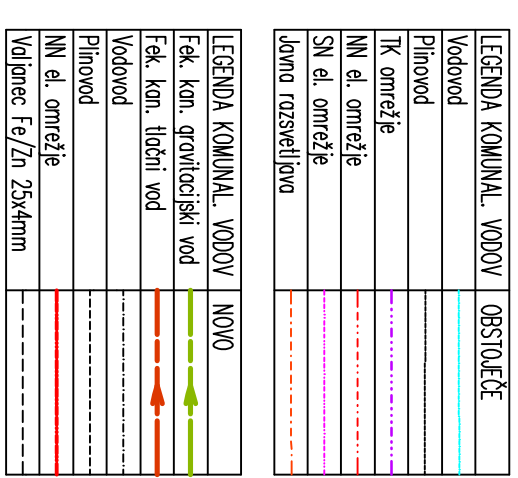 LEGENDA KOMUNAL. VODOV OBSTOJEČE
Vodovod
Plinovod
TK omrežje
NN el. omrežje
SN el. omrežje
Javna razsvetljava
LEGENDA KOMUNAL. VODOV NOVO
Fek. kan. gravitacijski vod
Fek. kan. tlačni vod
Vodovod
Plinovod
NN el. omrežje
Valjanec Fe/Zn 25x4mm